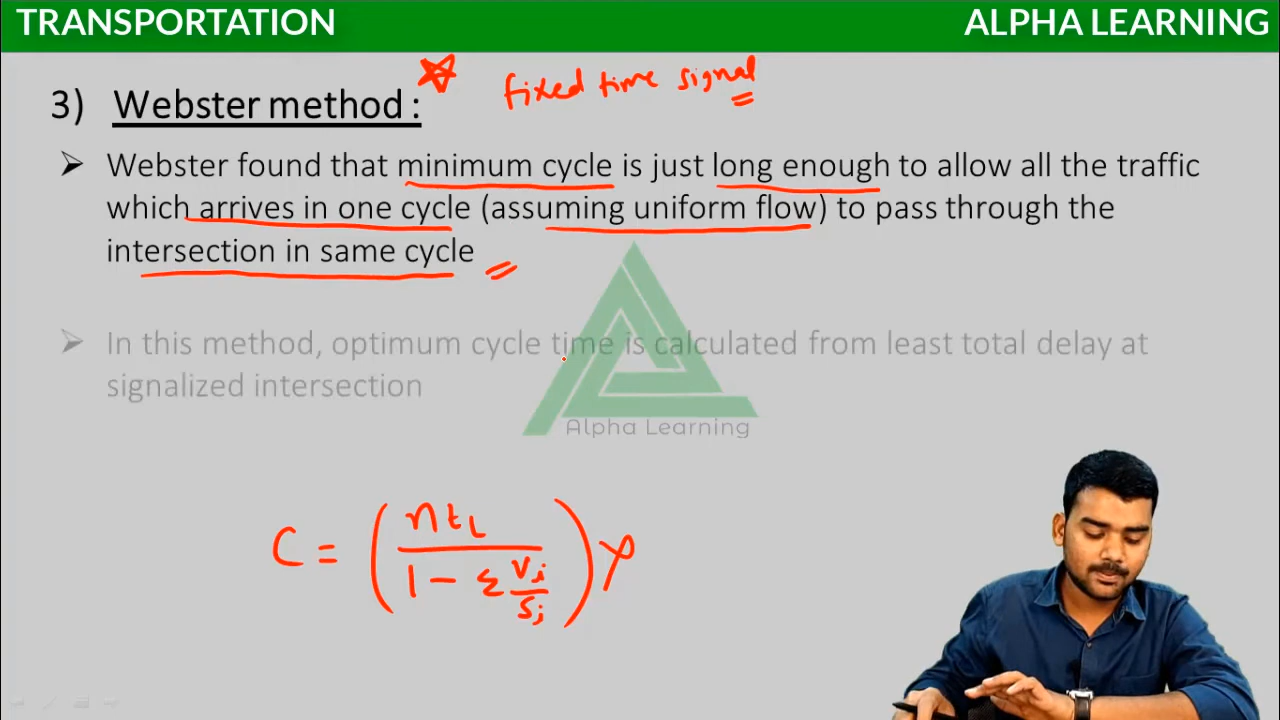 TRANSPORTATION
ALPHA LEARNING
3) Webster method :
fixed time signal
➤ Webster found that minimum cycle is just long enough to allow all the traffic
which arrives in one cycle (assuming uniform flow) to pass through the
intersection in same cycle
➤ In this method, optimum cycle time is calculated from least total delay at
signalized intersection
Alpha Learning
C = (n t_L / (1 - Σ V_i/S_i))